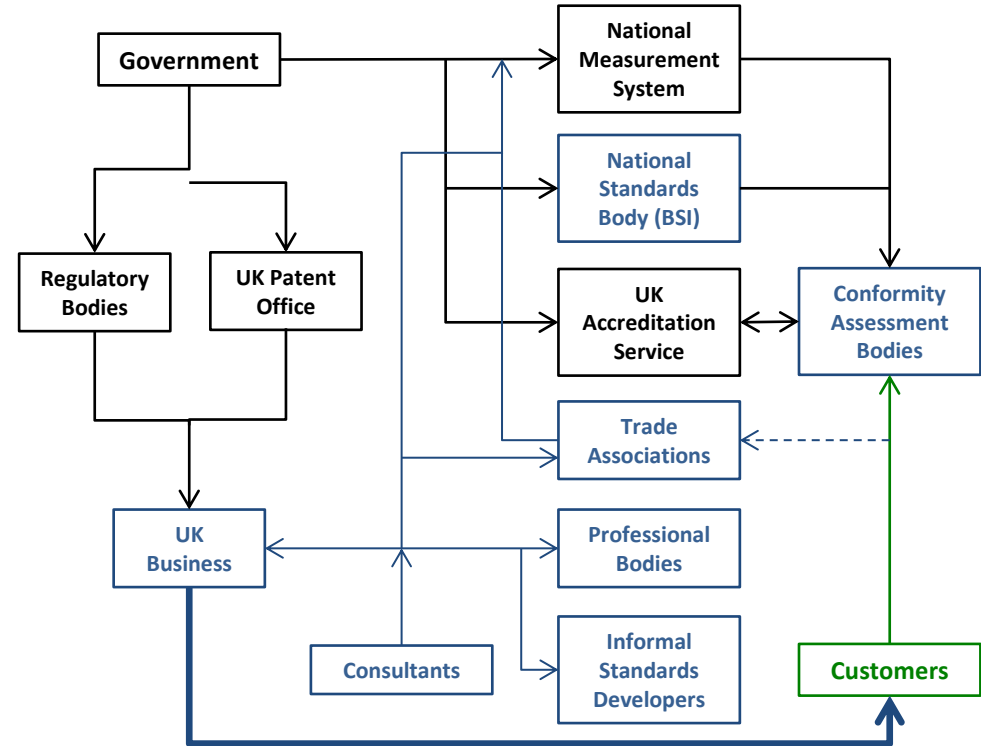 Government
National
Measurement
System
National
Standards
Body (BSI)
Regulatory
Bodies
UK Patent
Office
UK
Accreditation
Service
Conformity
Assessment
Bodies
Trade
Associations
UK
Business
Professional
Bodies
Consultants
Informal
Standards
Developers
Customers